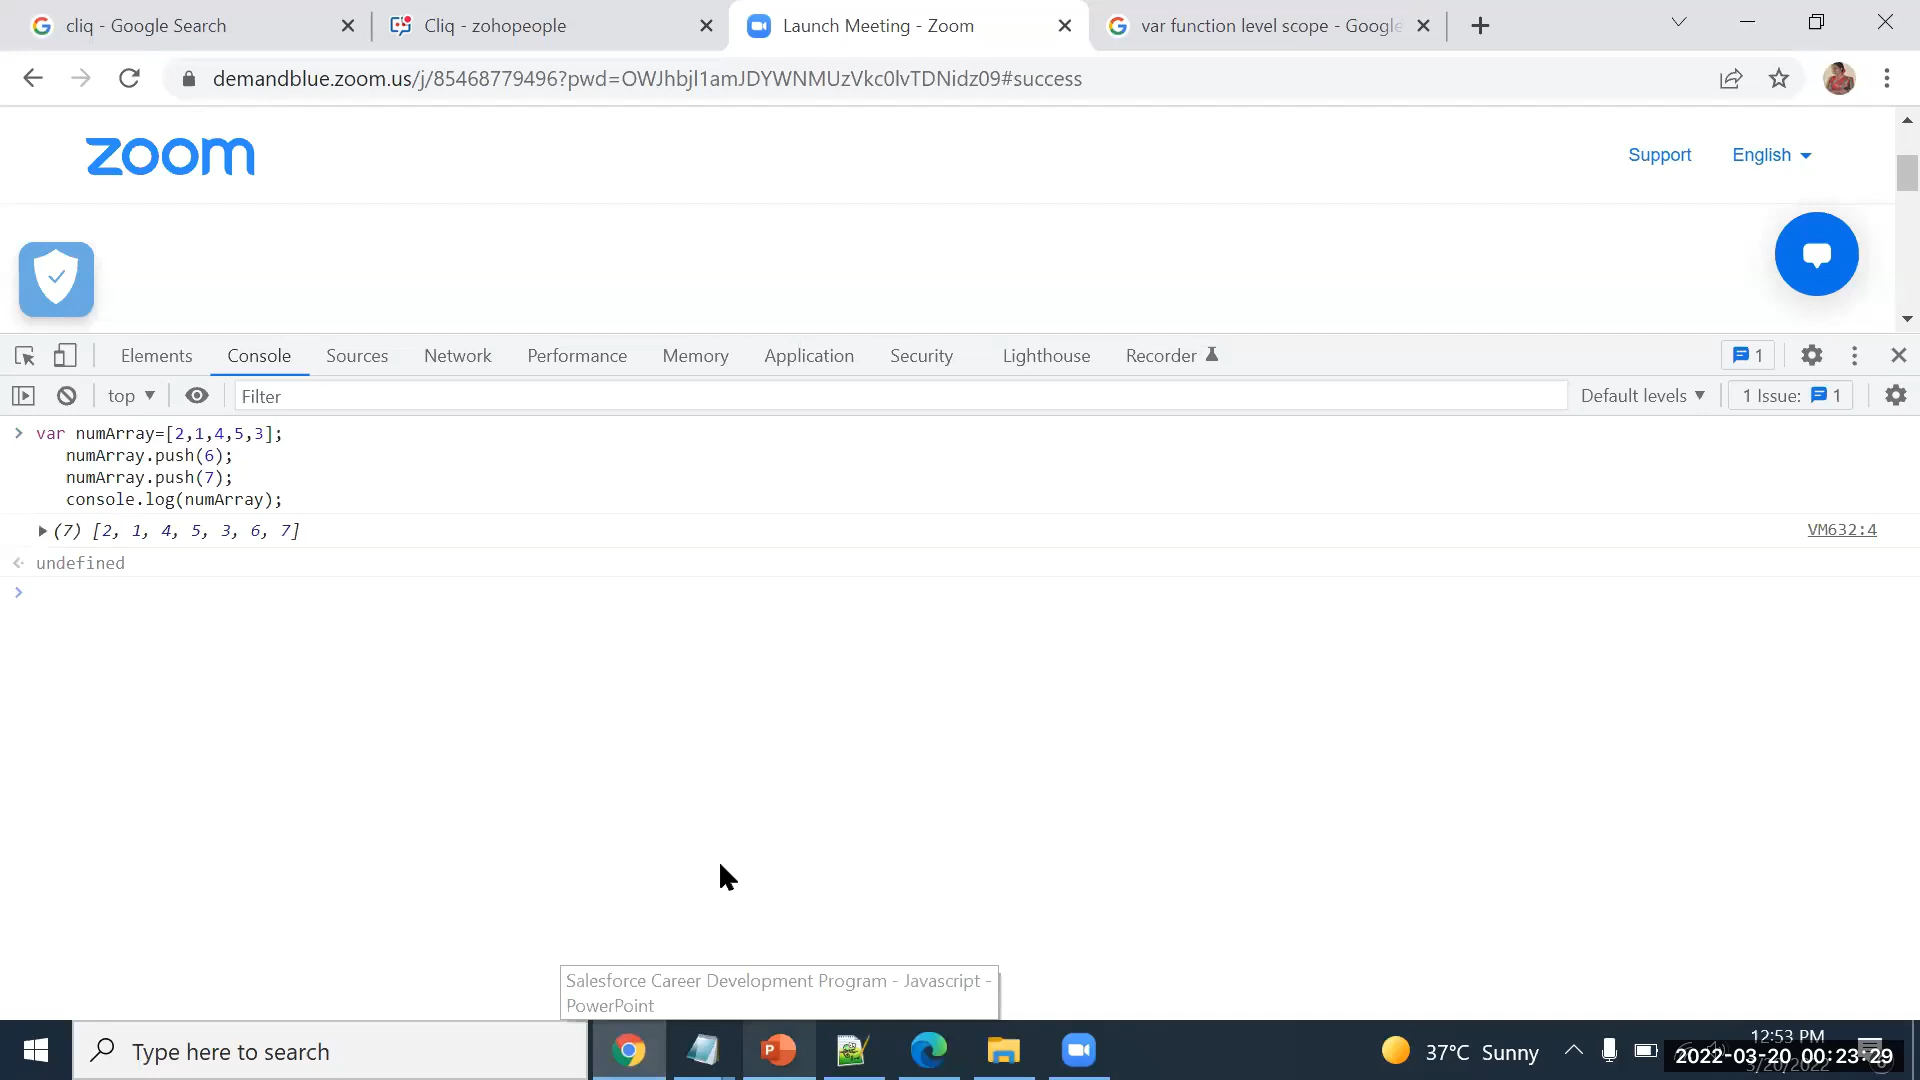 cliq - Google Search
Cliq - zohopeople
Launch Meeting - Zoom
var function level scope - Google
demandblue.zoom.us/j/85468779496?pwd=OWJhbjl1amJDYWNMUzVkc0lvTDNidz09#success
zoom
Support
English
Elements Console Sources Network Performance Memory Application Security Lighthouse Recorder
1
top
Filter
Default levels
1 Issue: 1
var numArray=[2,1,4,5,3];
numArray.push(6);
numArray.push(7);
console.log(numArray);
(7) [2, 1, 4, 5, 3, 6, 7]
VM632:4
undefined
Salesforce Career Development Program - Javascript -
PowerPoint
Type here to search
37°C Sunny
12:53 PM
3/20/2022
2022-03-20 00:23:29